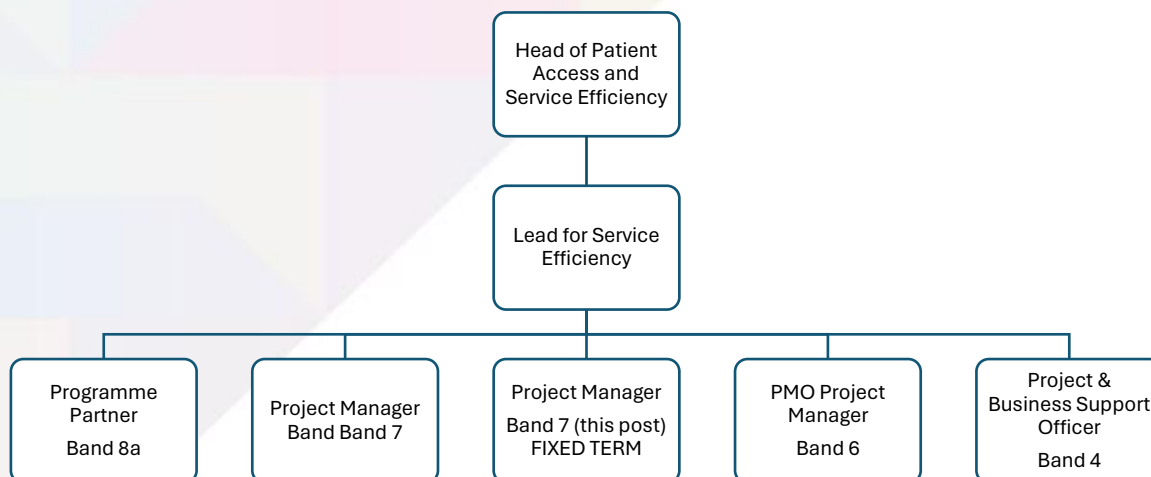 Head of Patient
Access and
Service Efficiency
Lead for Service
Efficiency
Programme
Partner
Band 8a
Project Manager
Band Band 7
Project Manager
Band 7 (this post)
FIXED TERM
PMO Project
Manager
Band 6
Project &
Business Support
Officer
Band 4